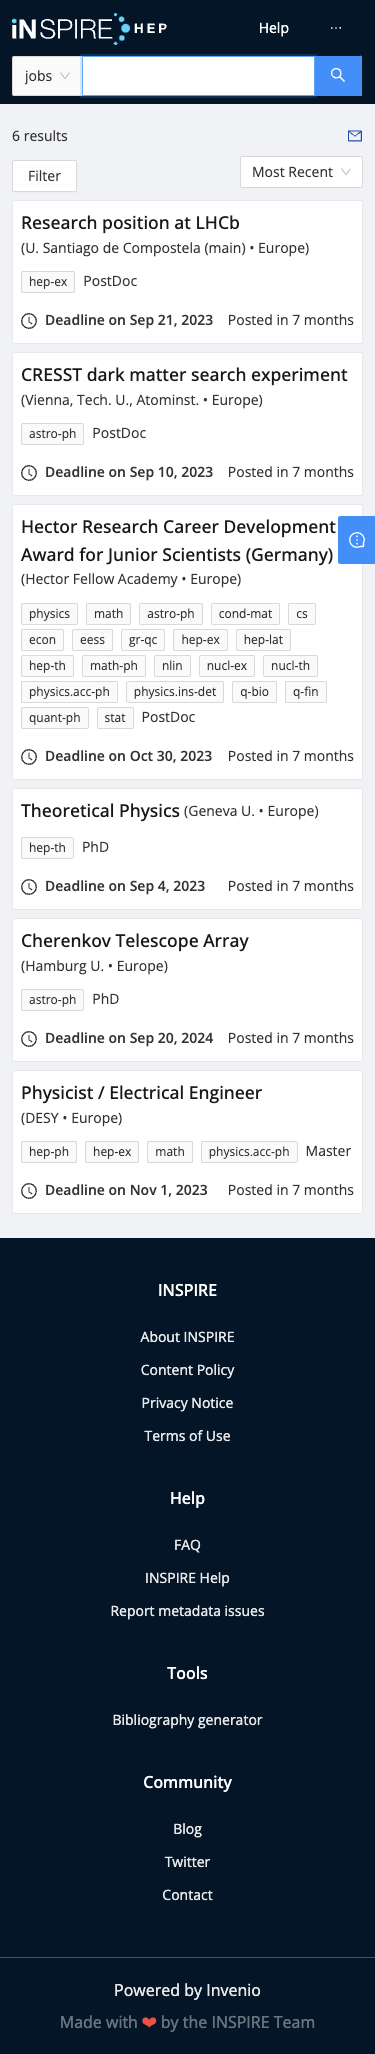 INSPIRE HEP Help ···
jobs
6 results
Filter Most Recent
Research position at LHCb
(U. Santiago de Compostela (main) • Europe)
hep-ex PostDoc
Deadline on Sep 21, 2023 Posted in 7 months
CRESST dark matter search experiment
(Vienna, Tech. U., Atominst. • Europe)
astro-ph PostDoc
Deadline on Sep 10, 2023 Posted in 7 months
Hector Research Career Development
Award for Junior Scientists (Germany)
(Hector Fellow Academy • Europe)
physics math astro-ph cond-mat cs
econ eess gr-qc hep-ex hep-lat
hep-th math-ph nlin nucl-ex nucl-th
physics.acc-ph physics.ins-det q-bio q-fin
quant-ph stat PostDoc
Deadline on Oct 30, 2023 Posted in 7 months
Theoretical Physics (Geneva U. • Europe)
hep-th PhD
Deadline on Sep 4, 2023 Posted in 7 months
Cherenkov Telescope Array
(Hamburg U. • Europe)
astro-ph PhD
Deadline on Sep 20, 2024 Posted in 7 months
Physicist / Electrical Engineer
(DESY • Europe)
hep-ph hep-ex math physics.acc-ph Master
Deadline on Nov 1, 2023 Posted in 7 months
INSPIRE
About INSPIRE
Content Policy
Privacy Notice
Terms of Use
Help
FAQ
INSPIRE Help
Report metadata issues
Tools
Bibliography generator
Community
Blog
Twitter
Contact
Powered by Invenio
Made with ❤ by the INSPIRE Team